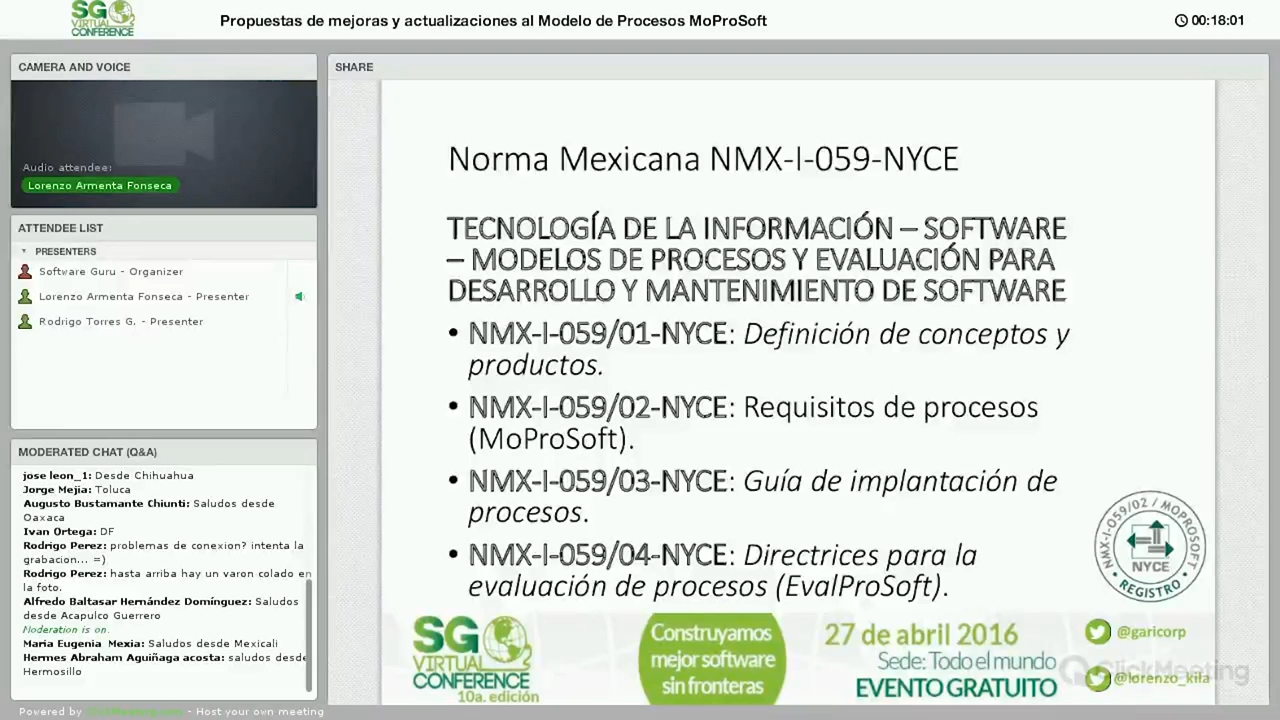 SG
VIRTUAL
CONFERENCE
Propuestas de mejoras y actualizaciones al Modelo de Procesos MoProSoft
00:18:01
CAMERA AND VOICE
Audio attendee:
Lorenzo Armenta Fonseca
ATTENDEE LIST
PRESENTERS
Software Guru - Organizer
Lorenzo Armenta Fonseca - Presenter
Rodrigo Torres G. - Presenter
MODERATED CHAT (Q&A)
jose leon_1: Desde Chihuahua
Jorge Mejia: Toluca
Augusto Bustamante Chiunti: Saludos desde
Oaxaca
Ivan Ortega: DF
Rodrigo Perez: problemas de conexion? intenta la
grabacion... =)
Rodrigo Perez: hasta arriba hay un varon colado en
la foto.
Alfredo Baltasar Hernández Domínguez: Saludos
desde Acapulco Guerrero
Moderation is on.
Maria Eugenia Mexia: Saludos desde Mexicali
Hermes Abraham Aguiñaga acosta: saludos desde
Hermosillo
Powered by ClickMeeting.com - Host your own meeting
SHARE
Norma Mexicana NMX-I-059-NYCE
TECNOLOGÍA DE LA INFORMACIÓN – SOFTWARE
– MODELOS DE PROCESOS Y EVALUACIÓN PARA
DESARROLLO Y MANTENIMIENTO DE SOFTWARE
• NMX-I-059/01-NYCE: Definición de conceptos y
productos.
• NMX-I-059/02-NYCE: Requisitos de procesos
(MoProSoft).
• NMX-I-059/03-NYCE: Guía de implantación de
procesos.
• NMX-I-059/04-NYCE: Directrices para la
evaluación de procesos (EvalProSoft).
NMX-I-059/02 / MOPROSOFT
NYCE
• REGISTRO •
SG
VIRTUAL
CONFERENCE
10a. edición
Construyamos
mejor software
sin fronteras
27 de abril 2016
Sede: Todo el mundo
EVENTO GRATUITO
@garicorp
@lorenzo_kila
ClickMeeting